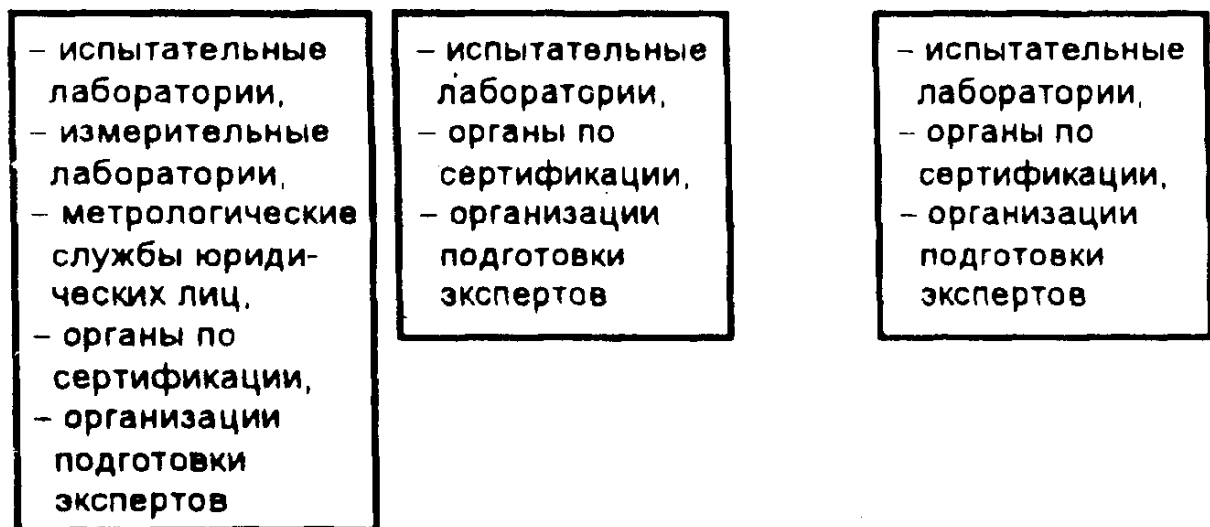 – испытательные
лаборатории,
– измерительные
лаборатории,
– метрологические
службы юриди-
ческих лиц,
– органы по
сертификации,
– организации
подготовки
экспертов
– испытательные
лаборатории,
– органы по
сертификации,
– организации
подготовки
экспертов
– испытательные
лаборатории,
– органы по
сертификации,
– организации
подготовки
экспертов